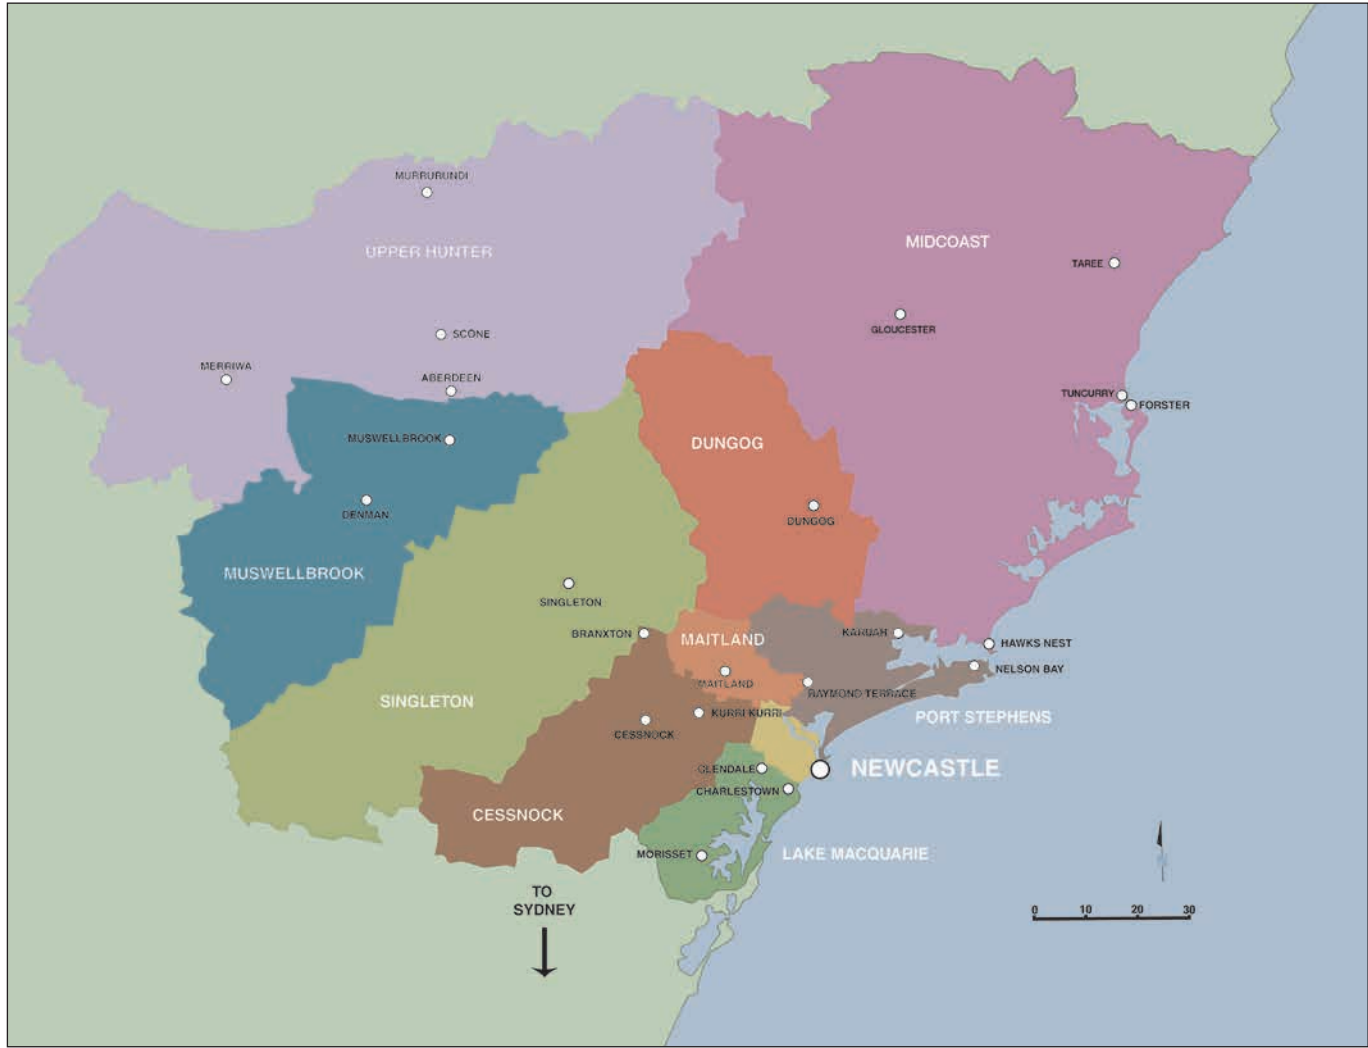 MURRURUNDI
UPPER HUNTER
MIDCOAST
TAREE
GLOUCESTER
SCONE
MERRIWA
ABERDEEN
TUNCURRY
FORSTER
MUSWELLBROOK
DUNGOG
DENMAN
DUNGOG
MUSWELLBROOK
SINGLETON
BRANXTON
MAITLAND
KARUAH
HAWKS NEST
NELSON BAY
MAITLAND
RAYMOND TERRACE
SINGLETON
KURRI KURRI
PORT STEPHENS
CESSNOCK
GLENDALE
NEWCASTLE
CHARLESTOWN
CESSNOCK
MORISSET
LAKE MACQUARIE
TO
SYDNEY
0 10 20 30